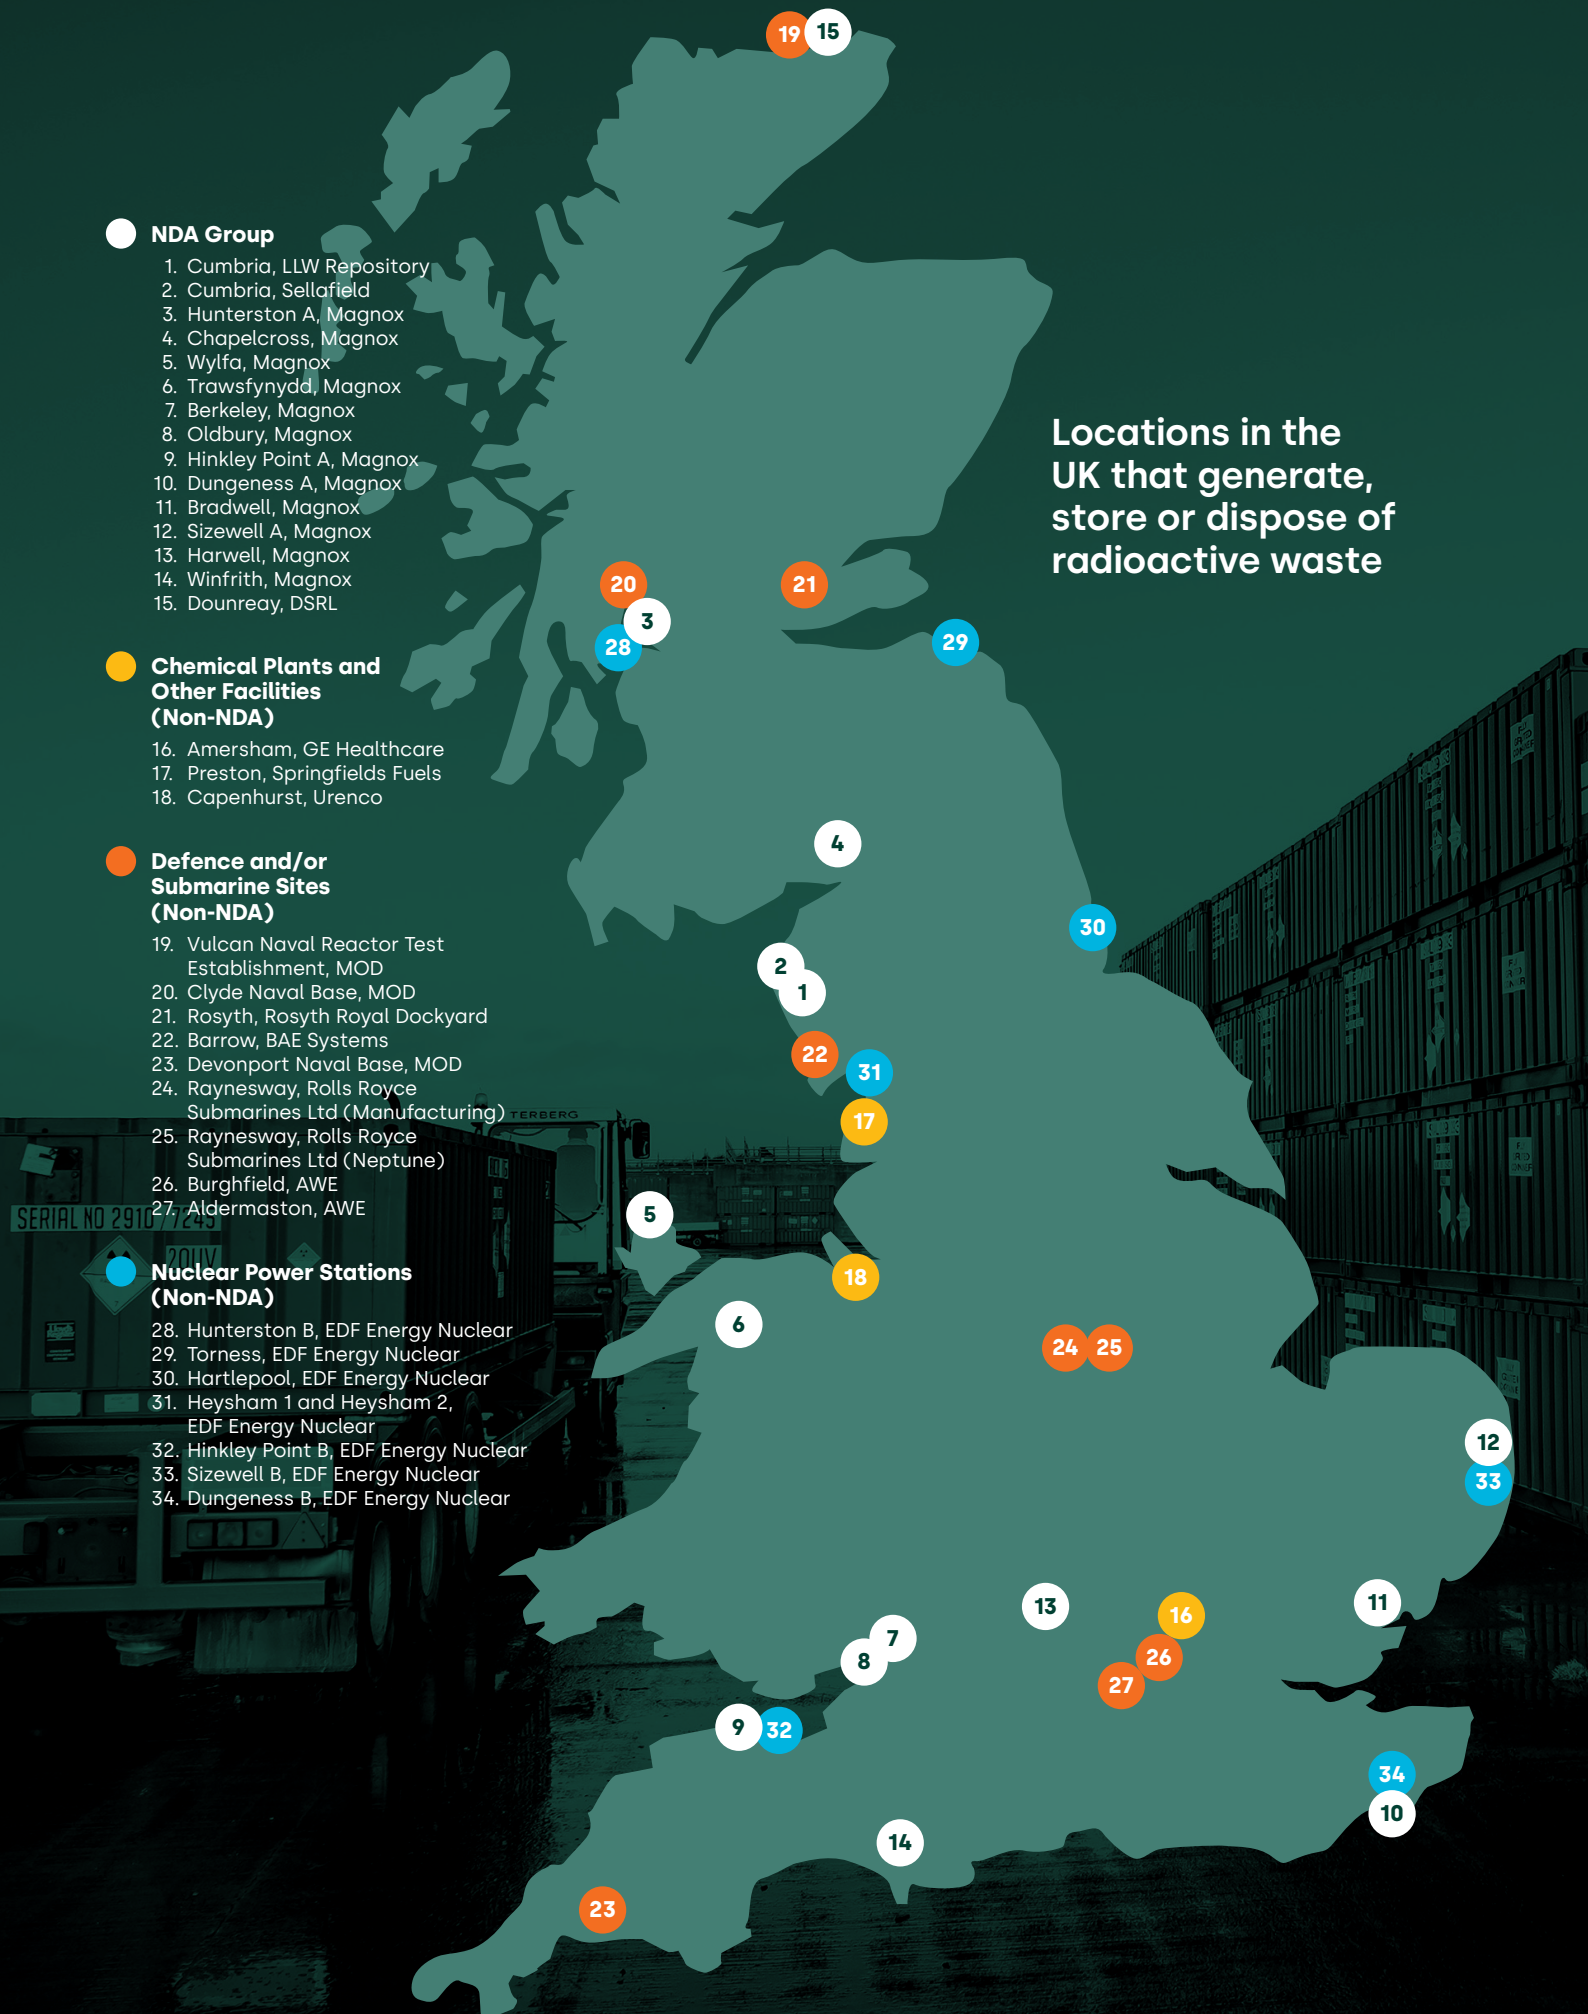 19 15
NDA Group
1. Cumbria, LLW Repository
2. Cumbria, Sellafield
3. Hunterston A, Magnox
4. Chapelcross, Magnox
5. Wylfa, Magnox
6. Trawsfynydd, Magnox
7. Berkeley, Magnox
8. Oldbury, Magnox
9. Hinkley Point A, Magnox
10. Dungeness A, Magnox
11. Bradwell, Magnox
12. Sizewell A, Magnox
13. Harwell, Magnox
14. Winfrith, Magnox
15. Dounreay, DSRL
Chemical Plants and
Other Facilities
(Non-NDA)
16. Amersham, GE Healthcare
17. Preston, Springfields Fuels
18. Capenhurst, Urenco
Defence and/or
Submarine Sites
(Non-NDA)
19. Vulcan Naval Reactor Test
Establishment, MOD
20. Clyde Naval Base, MOD
21. Rosyth, Rosyth Royal Dockyard
22. Barrow, BAE Systems
23. Devonport Naval Base, MOD
24. Raynesway, Rolls Royce
Submarines Ltd (Manufacturing)
25. Raynesway, Rolls Royce
Submarines Ltd (Neptune)
26. Burghfield, AWE
27. Aldermaston, AWE
Nuclear Power Stations
(Non-NDA)
28. Hunterston B, EDF Energy Nuclear
29. Torness, EDF Energy Nuclear
30. Hartlepool, EDF Energy Nuclear
31. Heysham 1 and Heysham 2,
EDF Energy Nuclear
32. Hinkley Point B, EDF Energy Nuclear
33. Sizewell B, EDF Energy Nuclear
34. Dungeness B, EDF Energy Nuclear
Locations in the
UK that generate,
store or dispose of
radioactive waste
20
21
3
28
29
4
30
2
1
22
31
17
5
18
6
24 25
12
33
13
16
11
7
8
26
27
9 32
34
10
14
23
TERBERG
SERIAL NO 2910 / 7245